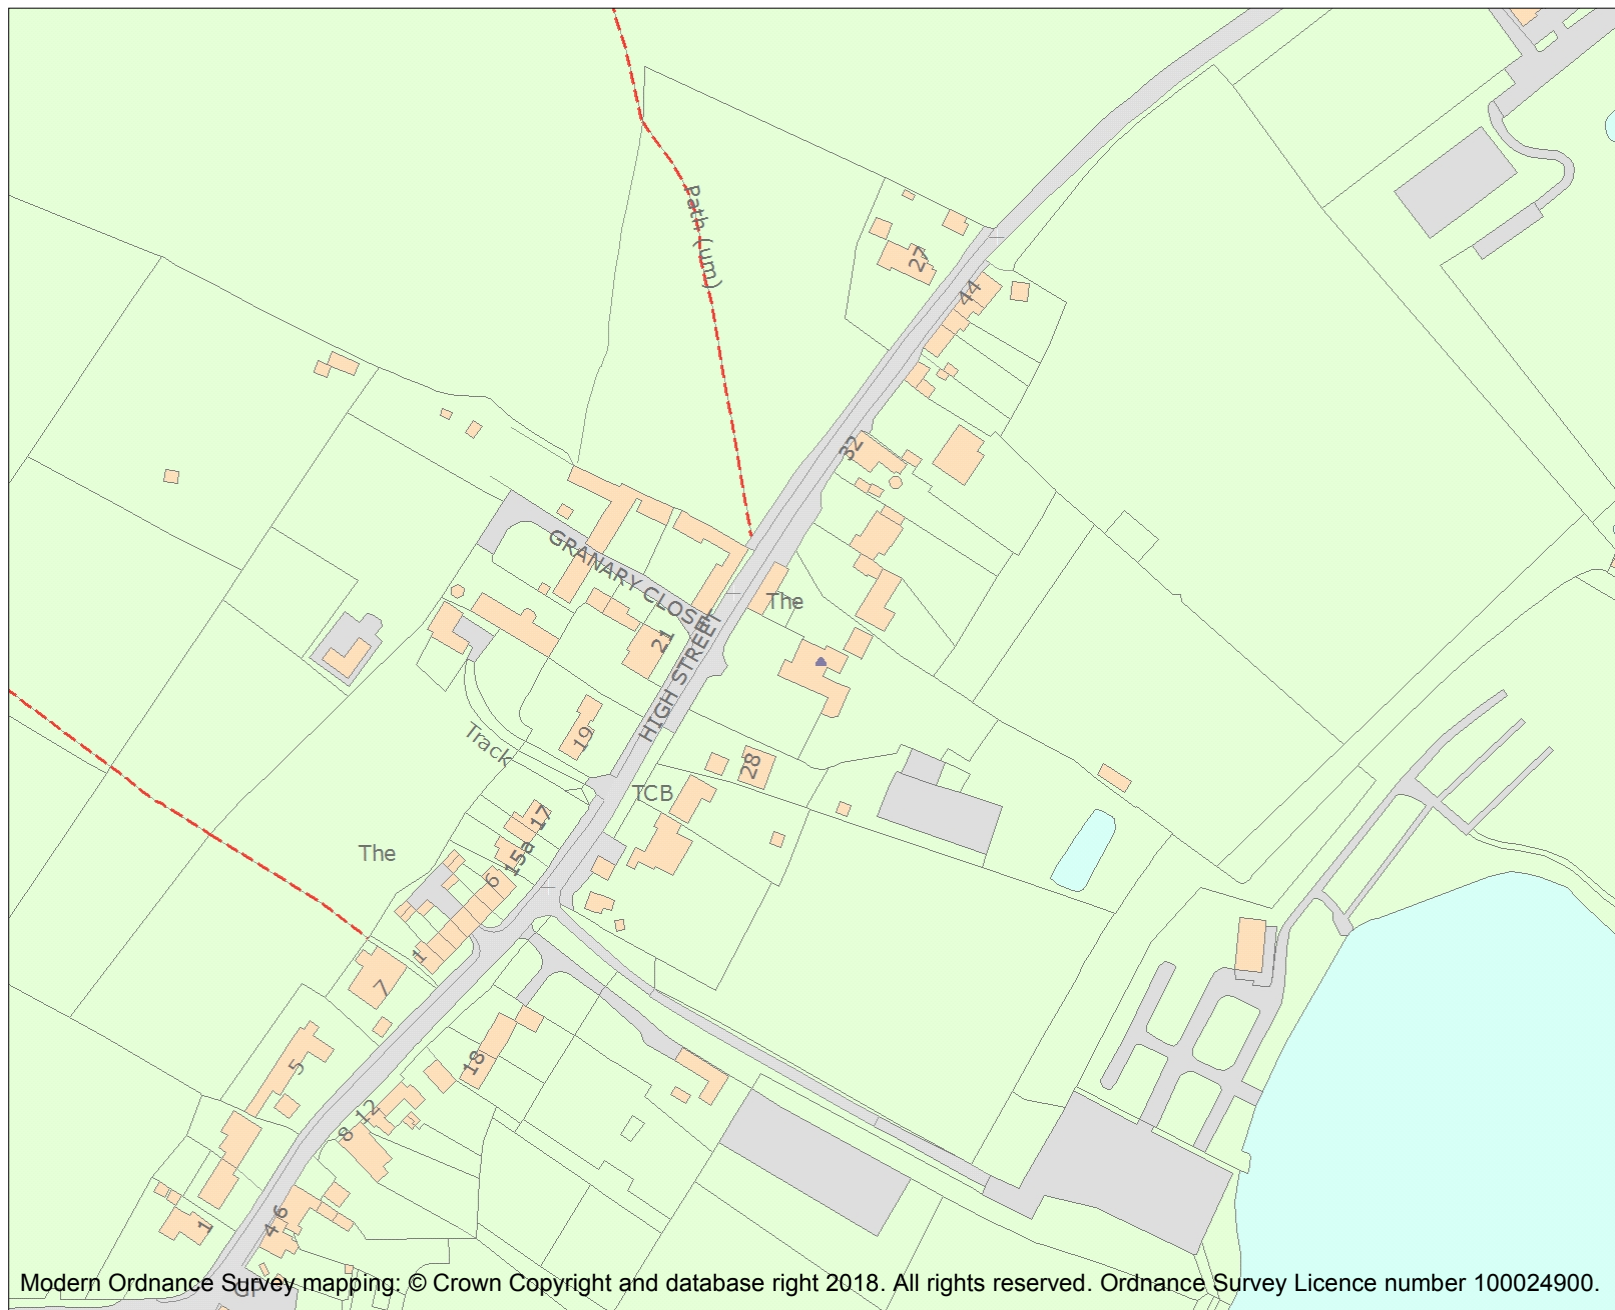 Path (um)
27
44
32
GRANARY CLOSE
The
21
HIGH STREET
19
Track
28
TCB
17
15a
The
6
1
7
18
5
12
8
1
4 6
Modern Ordnance Survey mapping: © Crown Copyright and database right 2018. All rights reserved. Ordnance Survey Licence number 100024900.